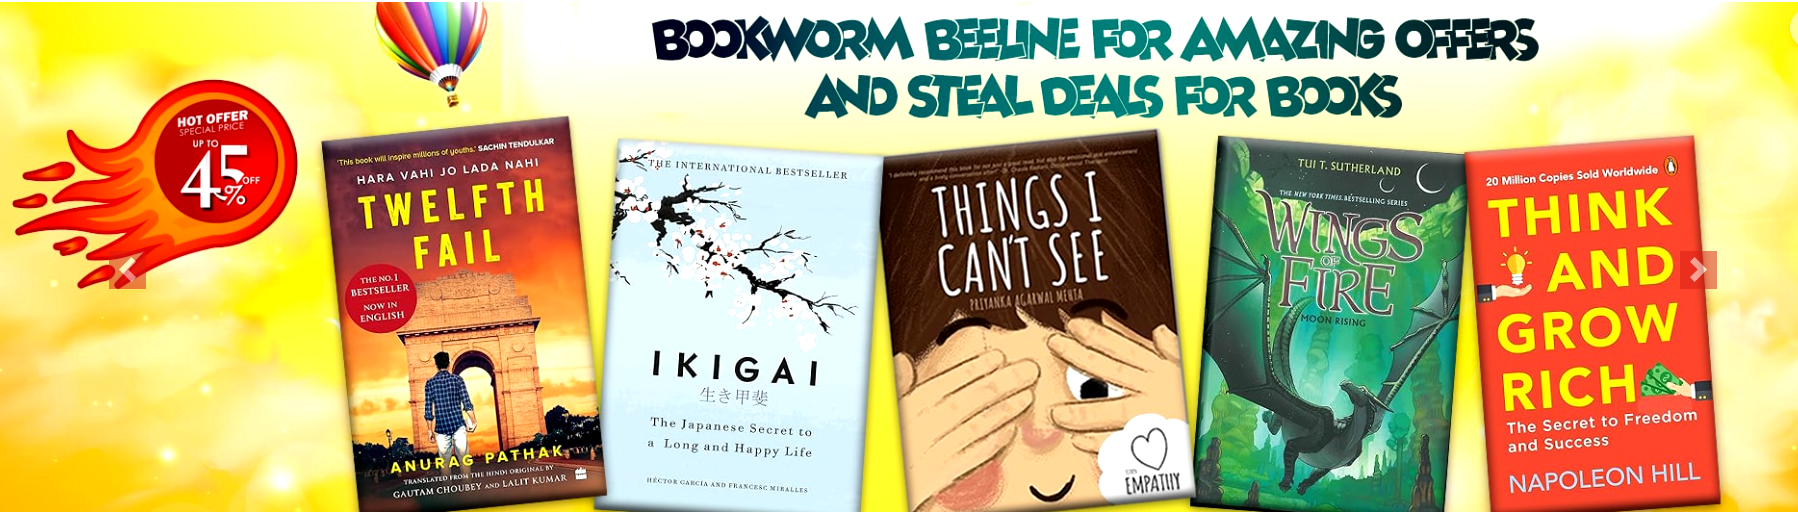 BOOKWORM BEELINE FOR AMAZING OFFERS
AND STEAL DEALS FOR BOOKS
HOT OFFER
SPECIAL PRICE
UP TO
45
%
OFF
'This book will inspire millions of youths.' SACHIN TENDULKAR
HARA VAHI JO LADA NAHI
TWELFTH
FAIL
THE NO.1
BESTSELLER
NOW IN
ENGLISH
ANURAG PATHAK
TRANSLATED FROM THE HINDI ORIGINAL BY
GAUTAM CHOUBEY AND LALIT KUMAR
THE INTERNATIONAL BESTSELLER
IKIGAI
生き甲斐
The Japanese Secret to
a Long and Happy Life
HÉCTOR GARCÍA AND FRANCESC MIRALLES
THINGS I
CAN'T SEE
PRIYANKA AGARWAL MEHTA
EMPATHY
TUI T. SUTHERLAND
THE NEW YORK TIMES BESTSELLING SERIES
WINGS
OF
FIRE
MOON RISING
20 Million Copies Sold Worldwide
THINK
AND
GROW
RICH
The Secret to Freedom
and Success
NAPOLEON HILL